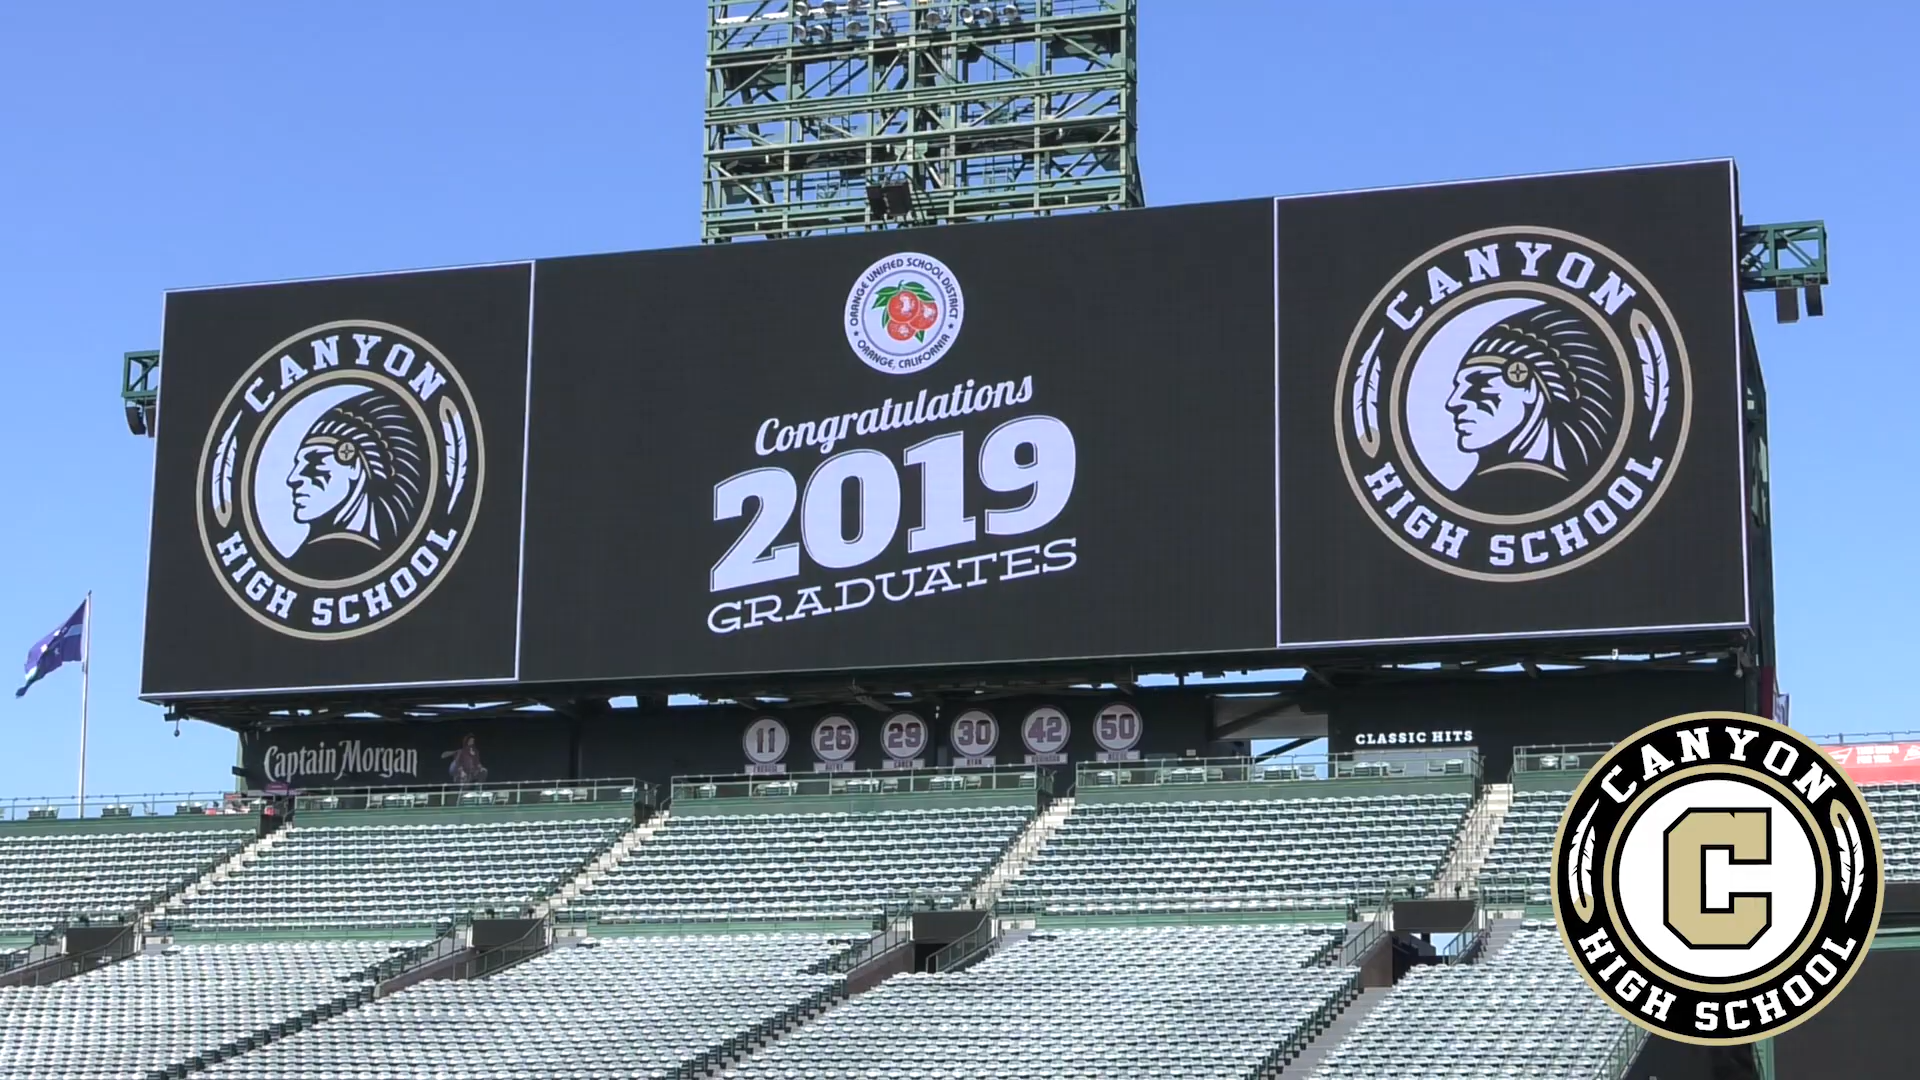 CANYON
HIGH SCHOOL
ORANGE UNIFIED SCHOOL DISTRICT
ORANGE, CALIFORNIA
Congratulations
2019
GRADUATES
CANYON
HIGH SCHOOL
Captain Morgan
11
26
29
30
42
50
CLASSIC HITS
CANYON
C
HIGH SCHOOL